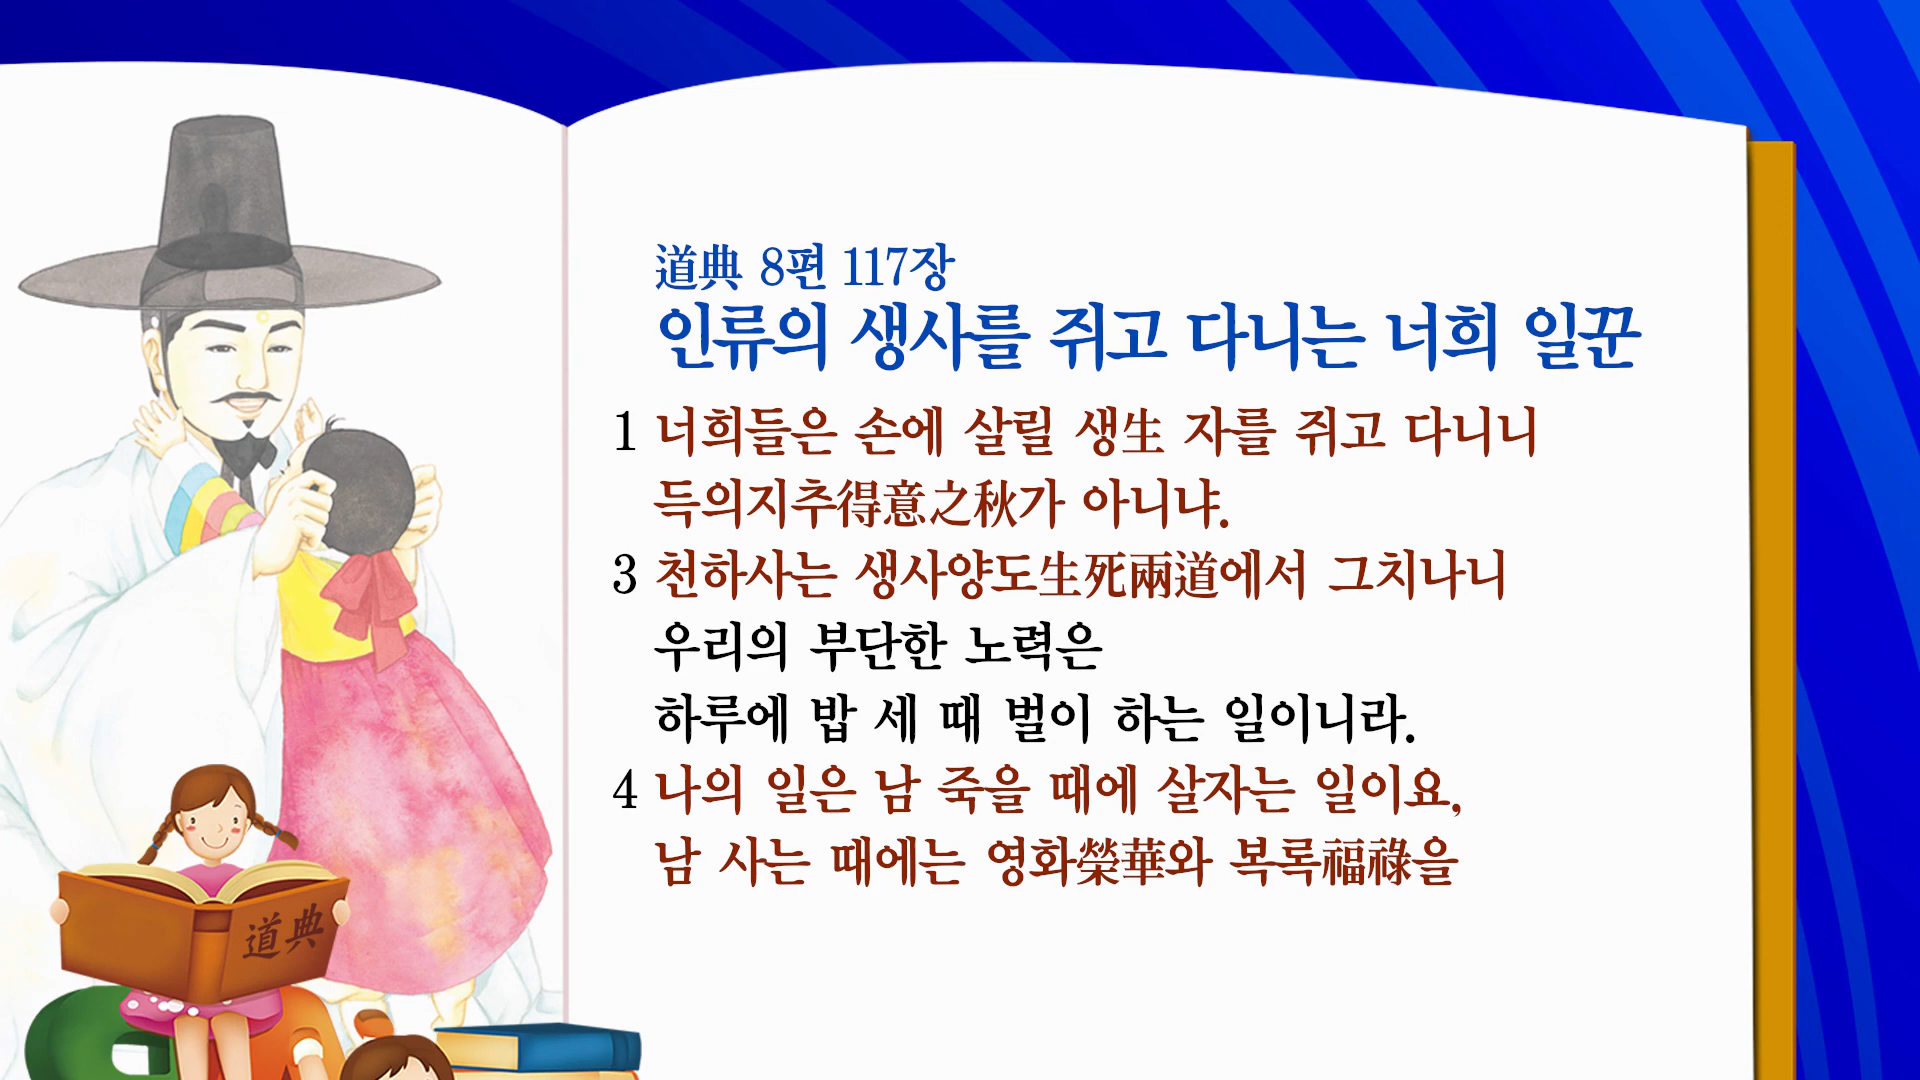 道典 8편 117장
인류의 생사를 쥐고 다니는 너희 일꾼
1 너희들은 손에 살릴 생生 자를 쥐고 다니니
득의지추得意之秋가 아니냐.
3 천하사는 생사양도生死兩道에서 그치나니
우리의 부단한 노력은
하루에 밥 세 때 벌이 하는 일이니라.
4 나의 일은 남 죽을 때에 살자는 일이요,
남 사는 때에는 영화榮華와 복록福祿을
道典